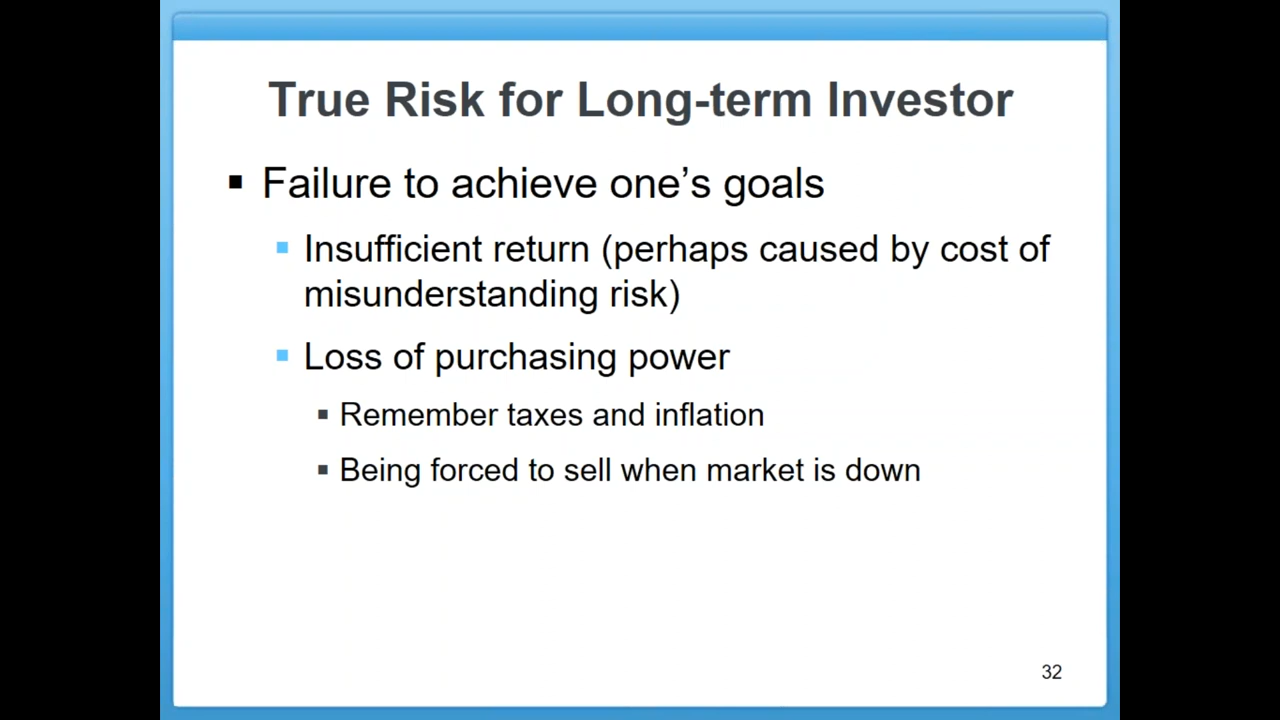 True Risk for Long-term Investor
Failure to achieve one’s goals
Insufficient return (perhaps caused by cost of
misunderstanding risk)
Loss of purchasing power
Remember taxes and inflation
Being forced to sell when market is down
32